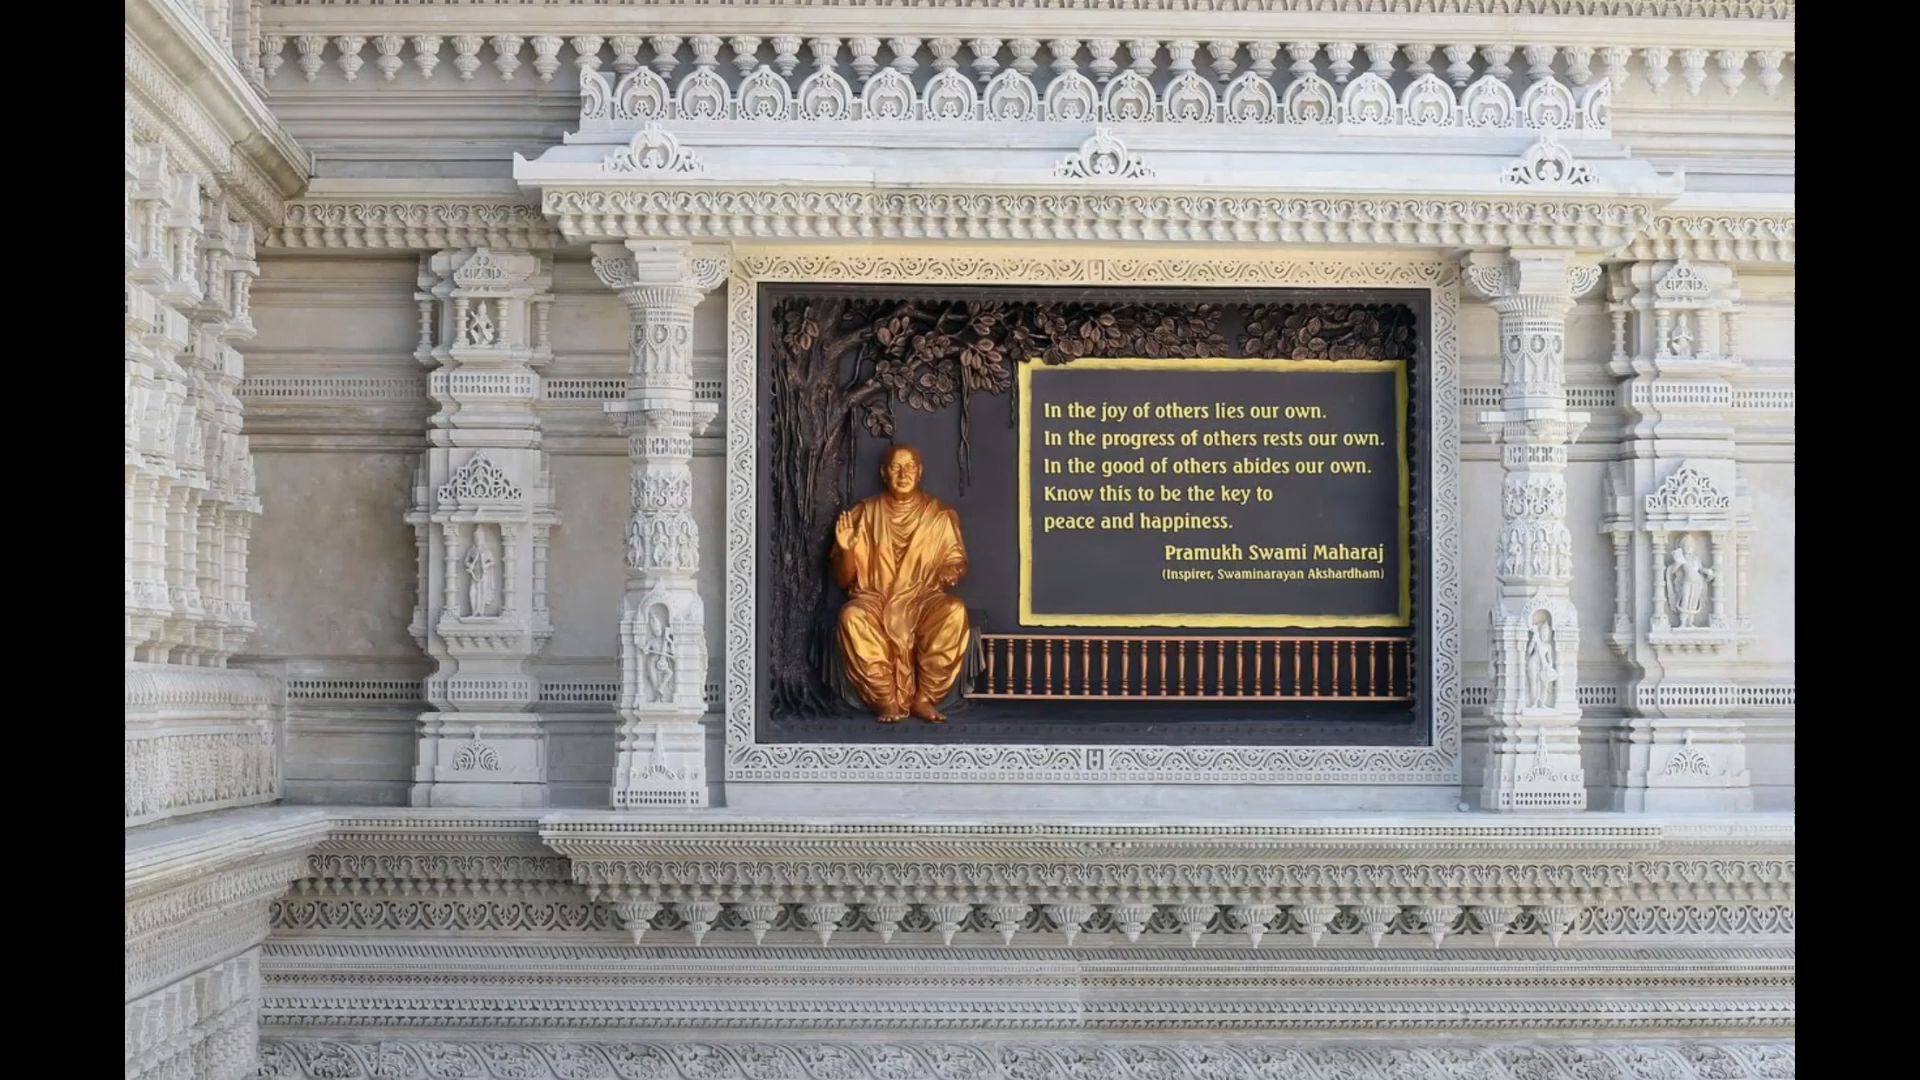 In the joy of others lies our own.
In the progress of others rests our own.
In the good of others abides our own.
Know this to be the key to
peace and happiness.
Pramukh Swami Maharaj
(Inspirer, Swaminarayan Akshardham)